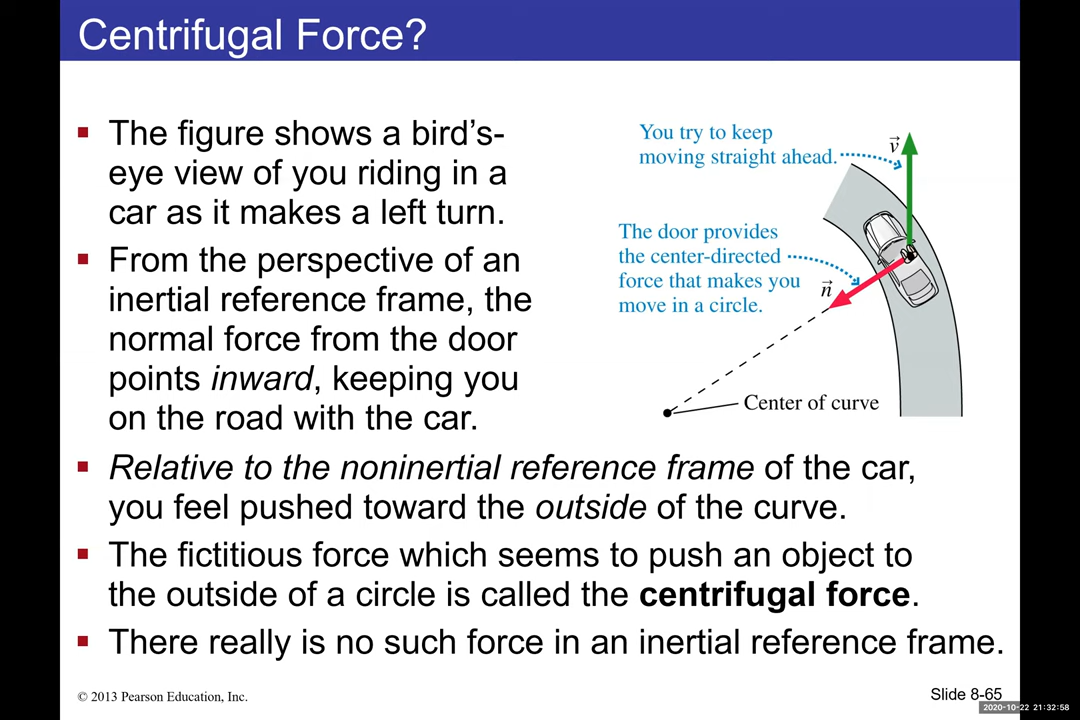 Centrifugal Force?
The figure shows a bird’s-
eye view of you riding in a
car as it makes a left turn.
From the perspective of an
inertial reference frame, the
normal force from the door
points inward, keeping you
on the road with the car.
You try to keep
moving straight ahead.
v
The door provides
the center-directed
force that makes you
move in a circle.
n
Center of curve
Relative to the noninertial reference frame of the car,
you feel pushed toward the outside of the curve.
The fictitious force which seems to push an object to
the outside of a circle is called the centrifugal force.
There really is no such force in an inertial reference frame.
© 2013 Pearson Education, Inc.
Slide 8-65
2020-10-22 21:32:58